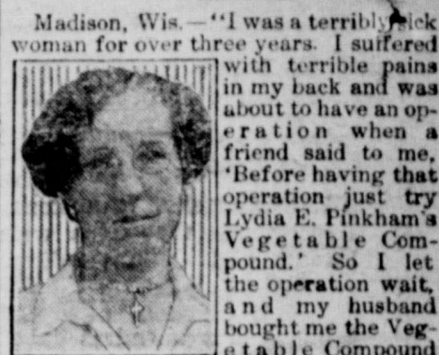 Madison, Wis.—"I was a terribly sick
woman for over three years. I suffered
with terrible pains
in my back and was
about to have an op-
eration when a
friend said to me,
'Before having that
operation just try
Lydia E. Pinkham's
Vegetable Com-
pound.' So I let
the operation wait,
and my husband
bought me the Veg-
etable Compound